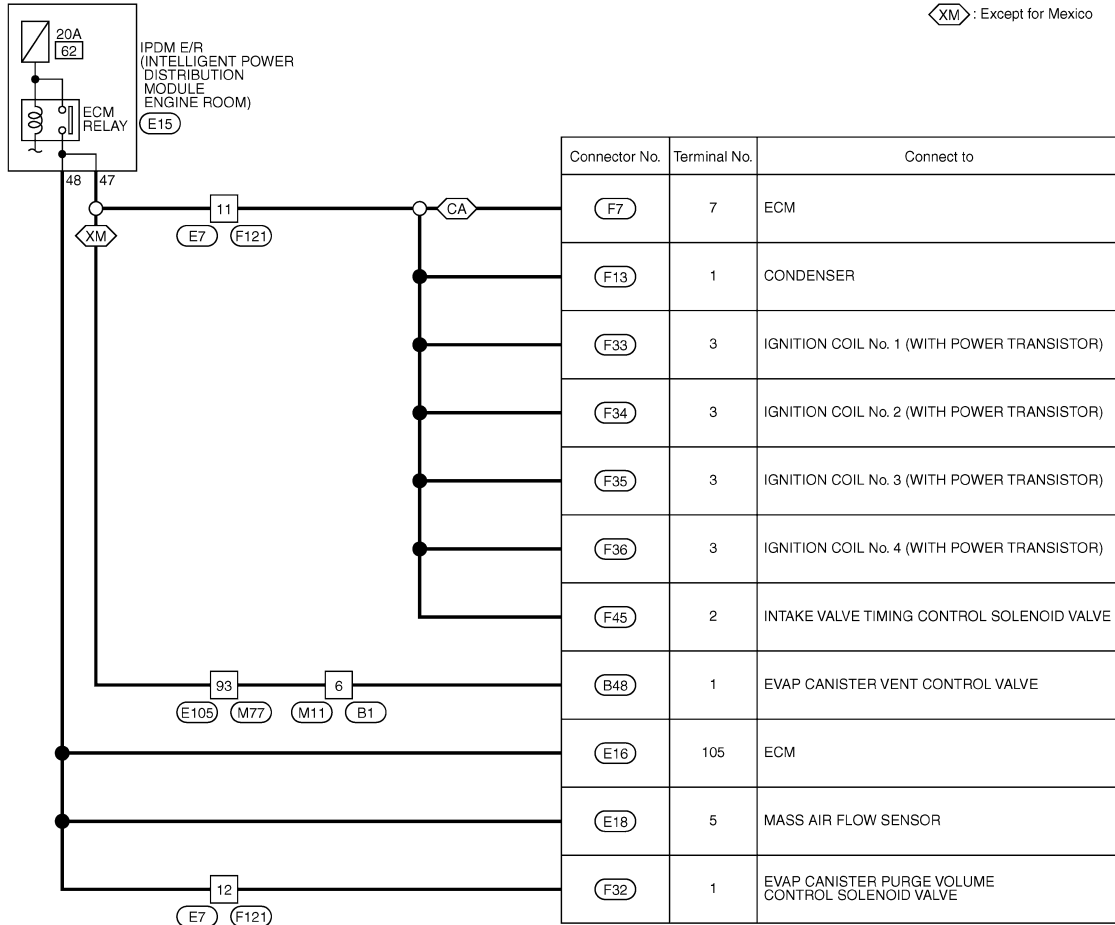 XM : Except for Mexico
20A
62
IPDM E/R
(INTELLIGENT POWER
DISTRIBUTION
MODULE
ENGINE ROOM)
E15
ECM
RELAY
48 47
Connector No. Terminal No. Connect to
11 CA F7 7 ECM
XM E7 F121
F13 1 CONDENSER
F33 3 IGNITION COIL No. 1 (WITH POWER TRANSISTOR)
F34 3 IGNITION COIL No. 2 (WITH POWER TRANSISTOR)
F35 3 IGNITION COIL No. 3 (WITH POWER TRANSISTOR)
F36 3 IGNITION COIL No. 4 (WITH POWER TRANSISTOR)
F45 2 INTAKE VALVE TIMING CONTROL SOLENOID VALVE
93 6 B48 1 EVAP CANISTER VENT CONTROL VALVE
E105 M77 M11 B1
E16 105 ECM
E18 5 MASS AIR FLOW SENSOR
12 F32 1 EVAP CANISTER PURGE VOLUME
CONTROL SOLENOID VALVE
E7 F121